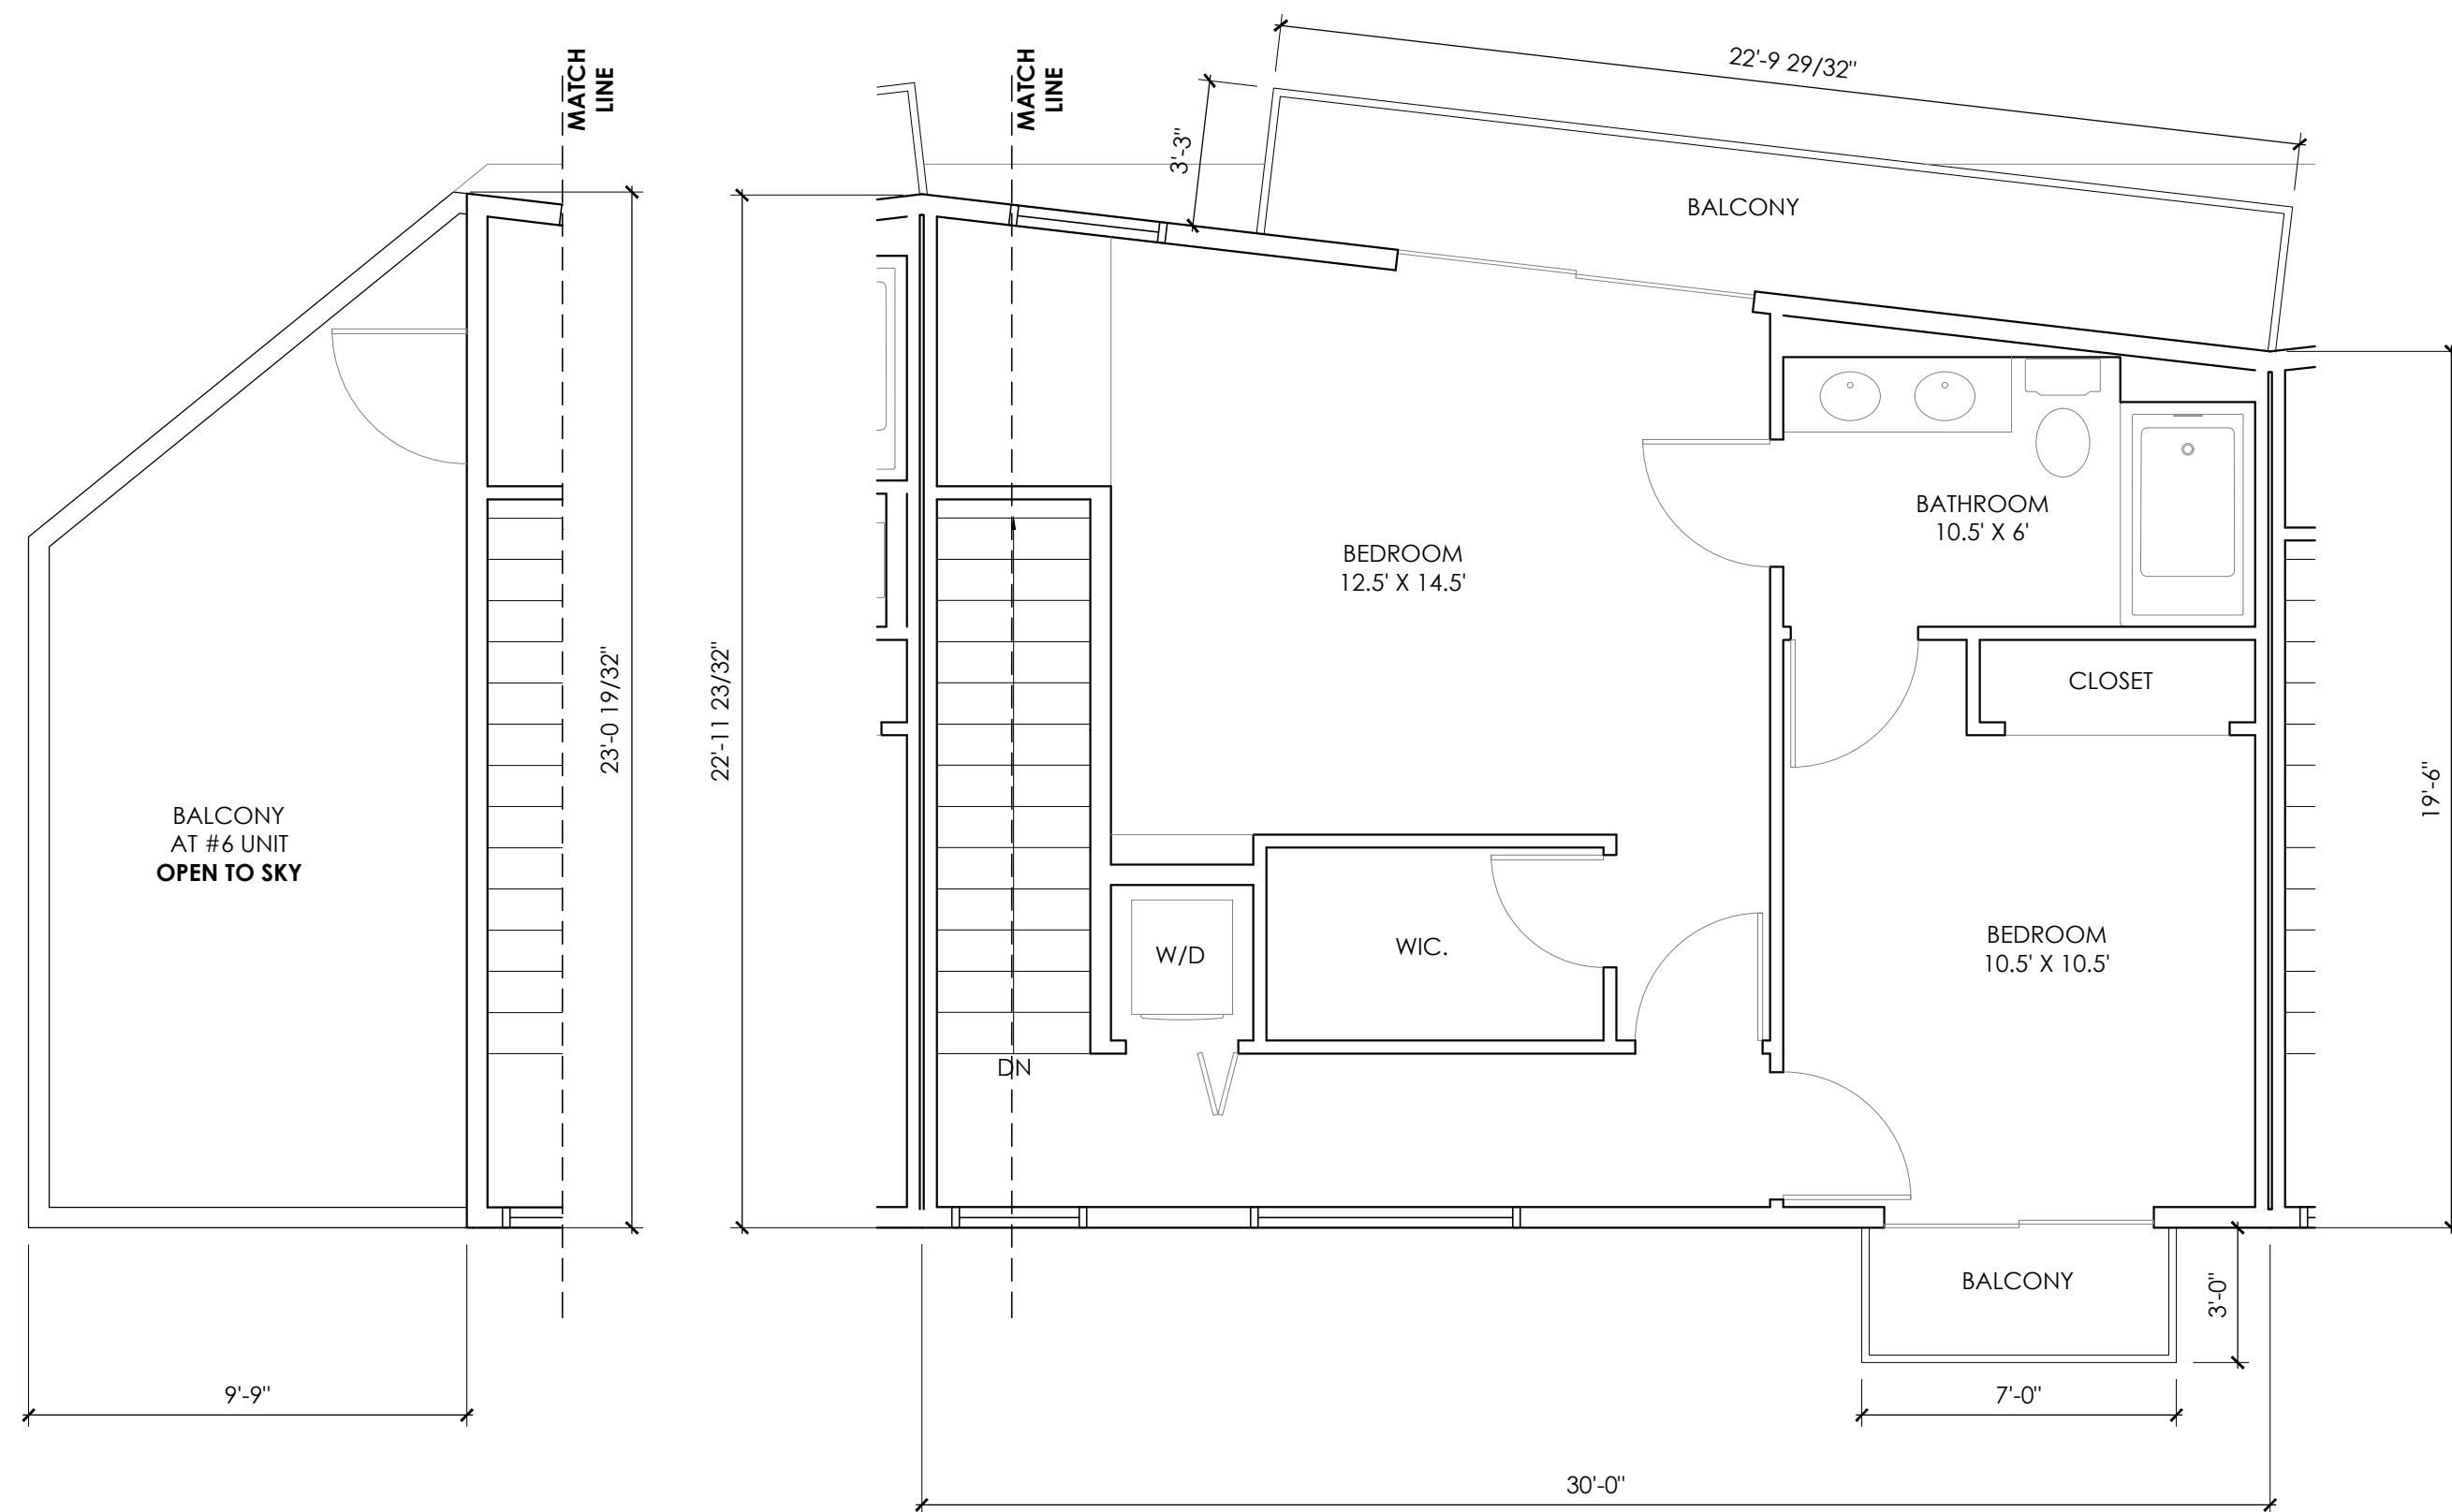 MATCH
LINE
MATCH
LINE
22'-9 29/32"
3'-3"
BALCONY
BATHROOM
10.5' X 6'
BEDROOM
12.5' X 14.5'
CLOSET
23'-0 19/32"
22'-11 23/32"
19'-6"
BALCONY
AT #6 UNIT
OPEN TO SKY
W/D
WIC.
BEDROOM
10.5' X 10.5'
DN
BALCONY
3'-0"
9'-9"
7'-0"
30'-0"